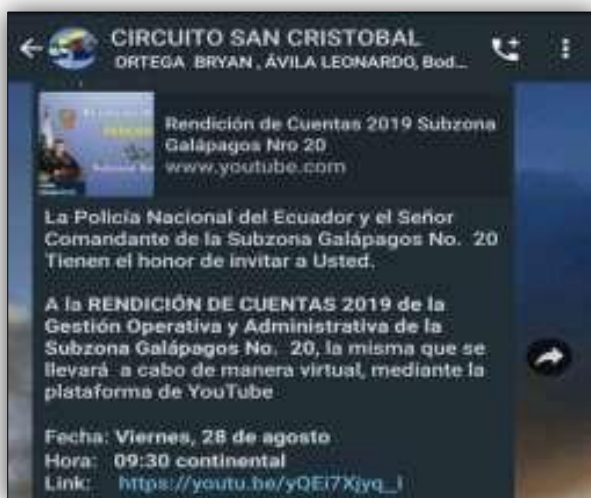 CIRCUITO SAN CRISTOBAL
ORTEGA BRYAN , ÁVILA LEONARDO, Bod...
Rendición de Cuentas 2019 Subzona
Galápagos Nro 20
www.youtube.com
La Policía Nacional del Ecuador y el Señor
Comandante de la Subzona Galápagos No. 20
Tienen el honor de invitar a Usted.
A la RENDICIÓN DE CUENTAS 2019 de la
Gestión Operativa y Administrativa de la
Subzona Galápagos No. 20, la misma que se
llevará a cabo de manera virtual, mediante la
plataforma de YouTube
Fecha: Viernes, 28 de agosto
Hora: 09:30 continental
Link: